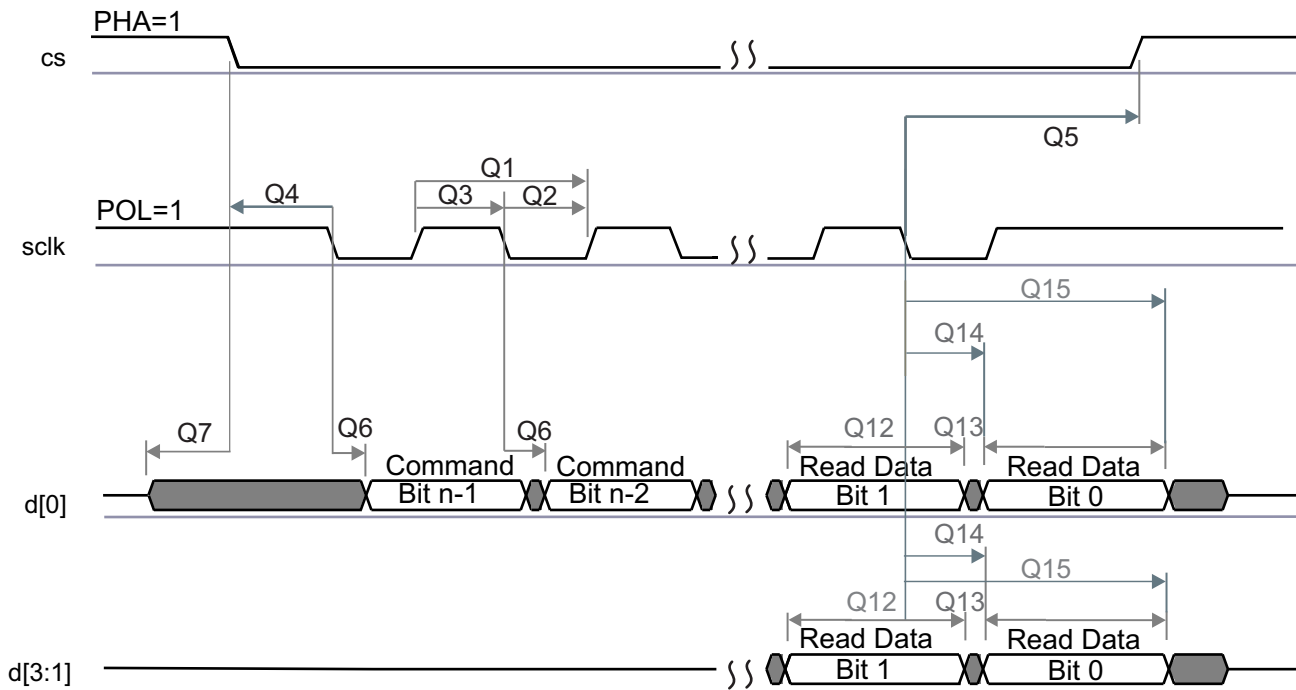 PHA=1
cs
Q5
Q1
Q4
Q3
Q2
POL=1
sclk
Q15
Q14
Q7
Q6
Q6
Q12
Q13
Command
Command
Read Data
Read Data
d[0]
Bit n-1
Bit n-2
Bit 1
Bit 0
Q14
Q15
Q12
Q13
Read Data
Read Data
d[3:1]
Bit 1
Bit 0